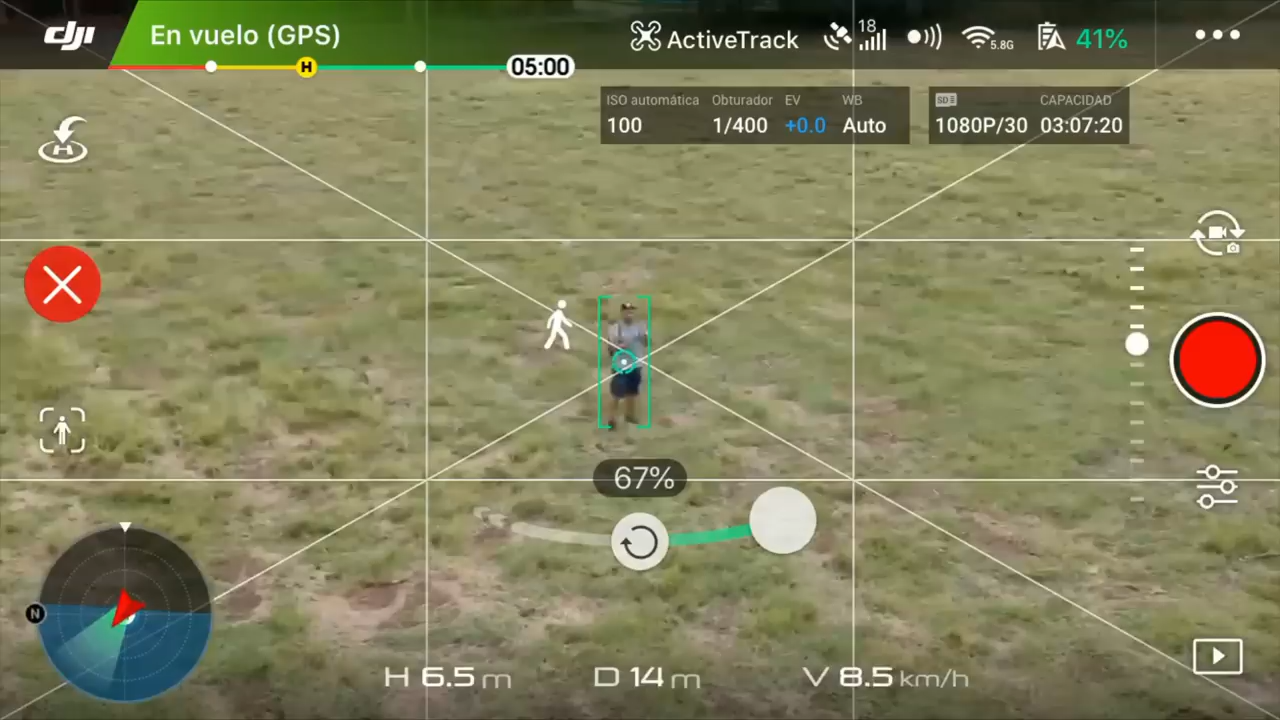 dji
En vuelo (GPS)
ActiveTrack
18
5.8G
41%
H
05:00
ISO automática Obturador EV WB
100 1/400 +0.0 Auto
SD CAPACIDAD
1080P/30 03:07:20
H
67%
N
H 6.5 m D 14 m V 8.5 km/h